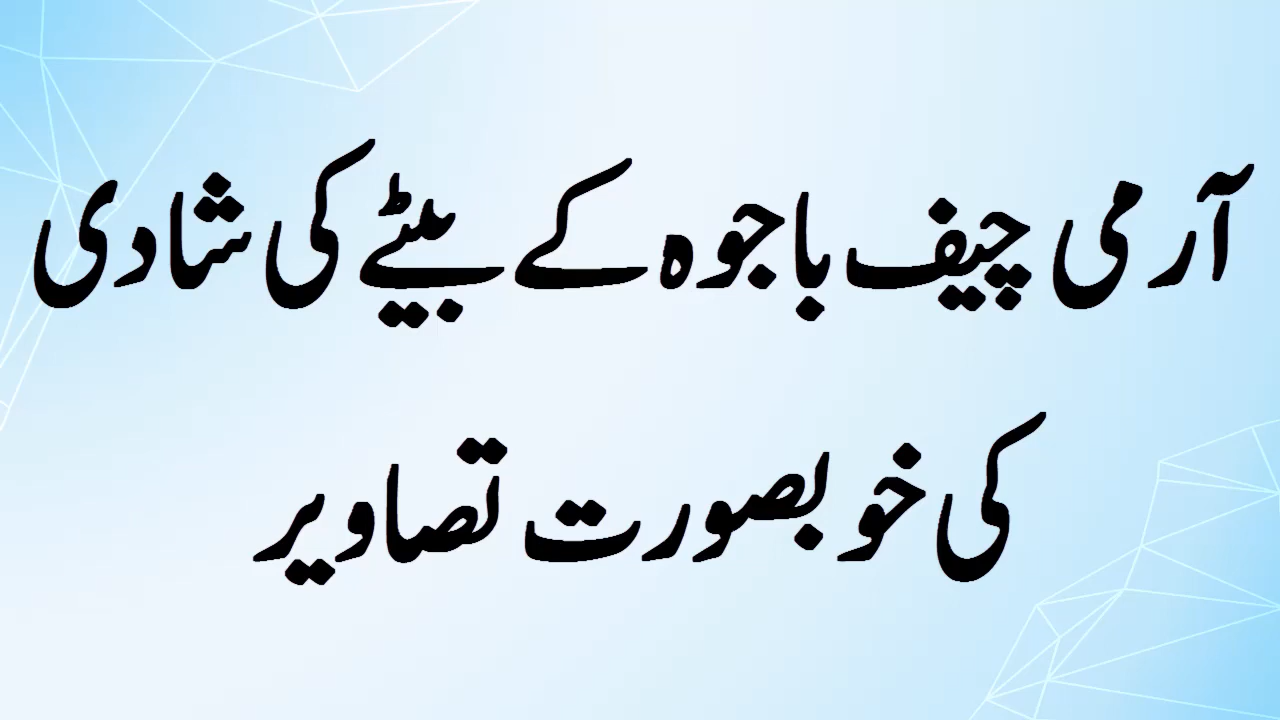 آرمی چیف باجوہ کے بیٹے کی شادی
کی خوبصورت تصاویر